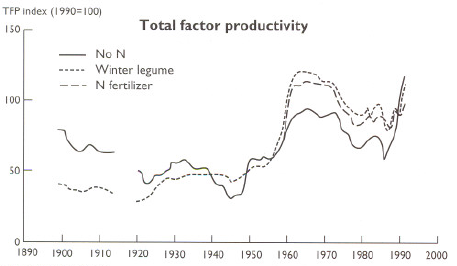 TFP index (1990=100)
Total factor productivity
150
No N
Winter legume
N fertilizer
100
50
0
1890 1900 1910 1920 1930 1940 1950 1960 1970 1980 1990 2000